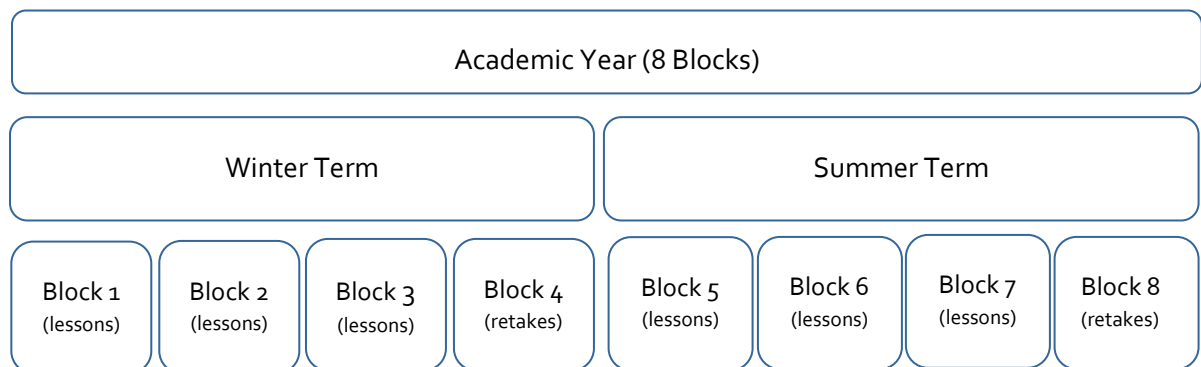 Academic Year (8 Blocks)
Winter Term
Summer Term
Block 1
(lessons)
Block 2
(lessons)
Block 3
(lessons)
Block 4
(retakes)
Block 5
(lessons)
Block 6
(lessons)
Block 7
(lessons)
Block 8
(retakes)